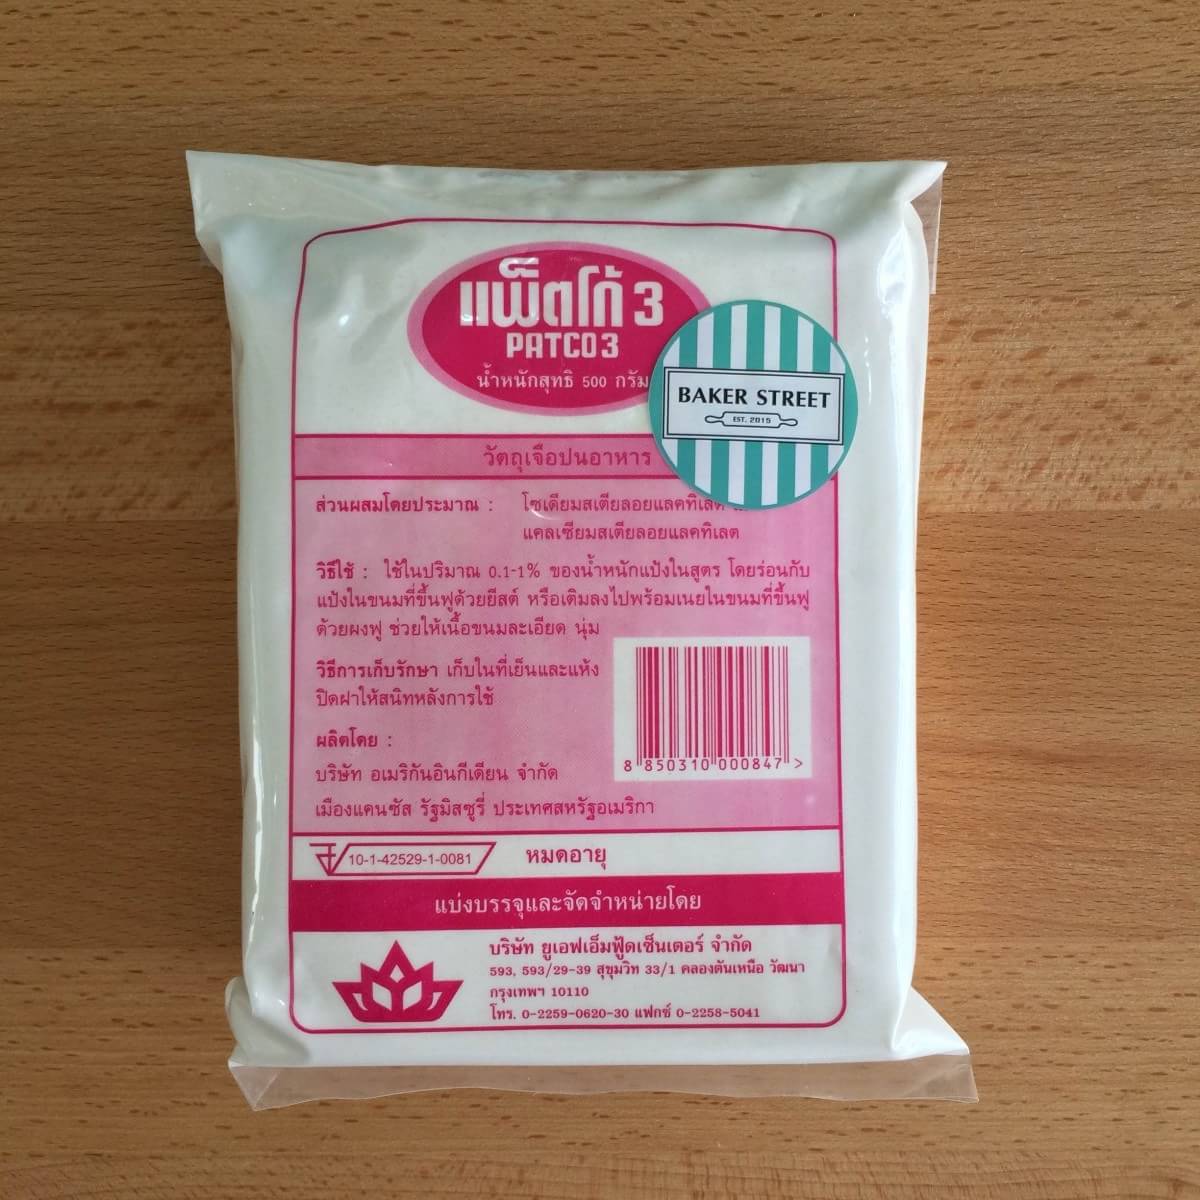 แพ็ตโก้ 3
PATCO3
น้ำหนักสุทธิ 500 กรัม
BAKER STREET
EST. 2015
วัตถุเจือปนอาหาร
ส่วนผสมโดยประมาณ : โซเดียมสเตียลอยแลคทิเลต
แคลเซียมสเตียลอยแลคทิเลต
วิธีใช้ : ใช้ในปริมาณ 0.1-1% ของน้ำหนักแป้งในสูตร โดยร่อนกับ
แป้งในขนมที่ขึ้นฟูด้วยยีสต์ หรือเติมลงไปพร้อมเนยในขนมที่ขึ้นฟู
ด้วยผงฟู ช่วยให้เนื้อขนมละเอียด นุ่ม
วิธีการเก็บรักษา เก็บในที่เย็นและแห้ง
ปิดฝาให้สนิทหลังการใช้
8 850310 000847 >
ผลิตโดย :
บริษัท อเมริกันอินกีเดียน จำกัด
เมืองแคนซัส รัฐมิสซูรี่ ประเทศสหรัฐอเมริกา
10-1-42529-1-0081 หมดอายุ
แบ่งบรรจุและจัดจำหน่ายโดย
บริษัท ยูเอฟเอ็มฟู้ดเซ็นเตอร์ จำกัด
593, 593/29-39 สุขุมวิท 33/1 คลองตันเหนือ วัฒนา
กรุงเทพฯ 10110
โทร. 0-2259-0620-30 แฟกซ์ 0-2258-5041